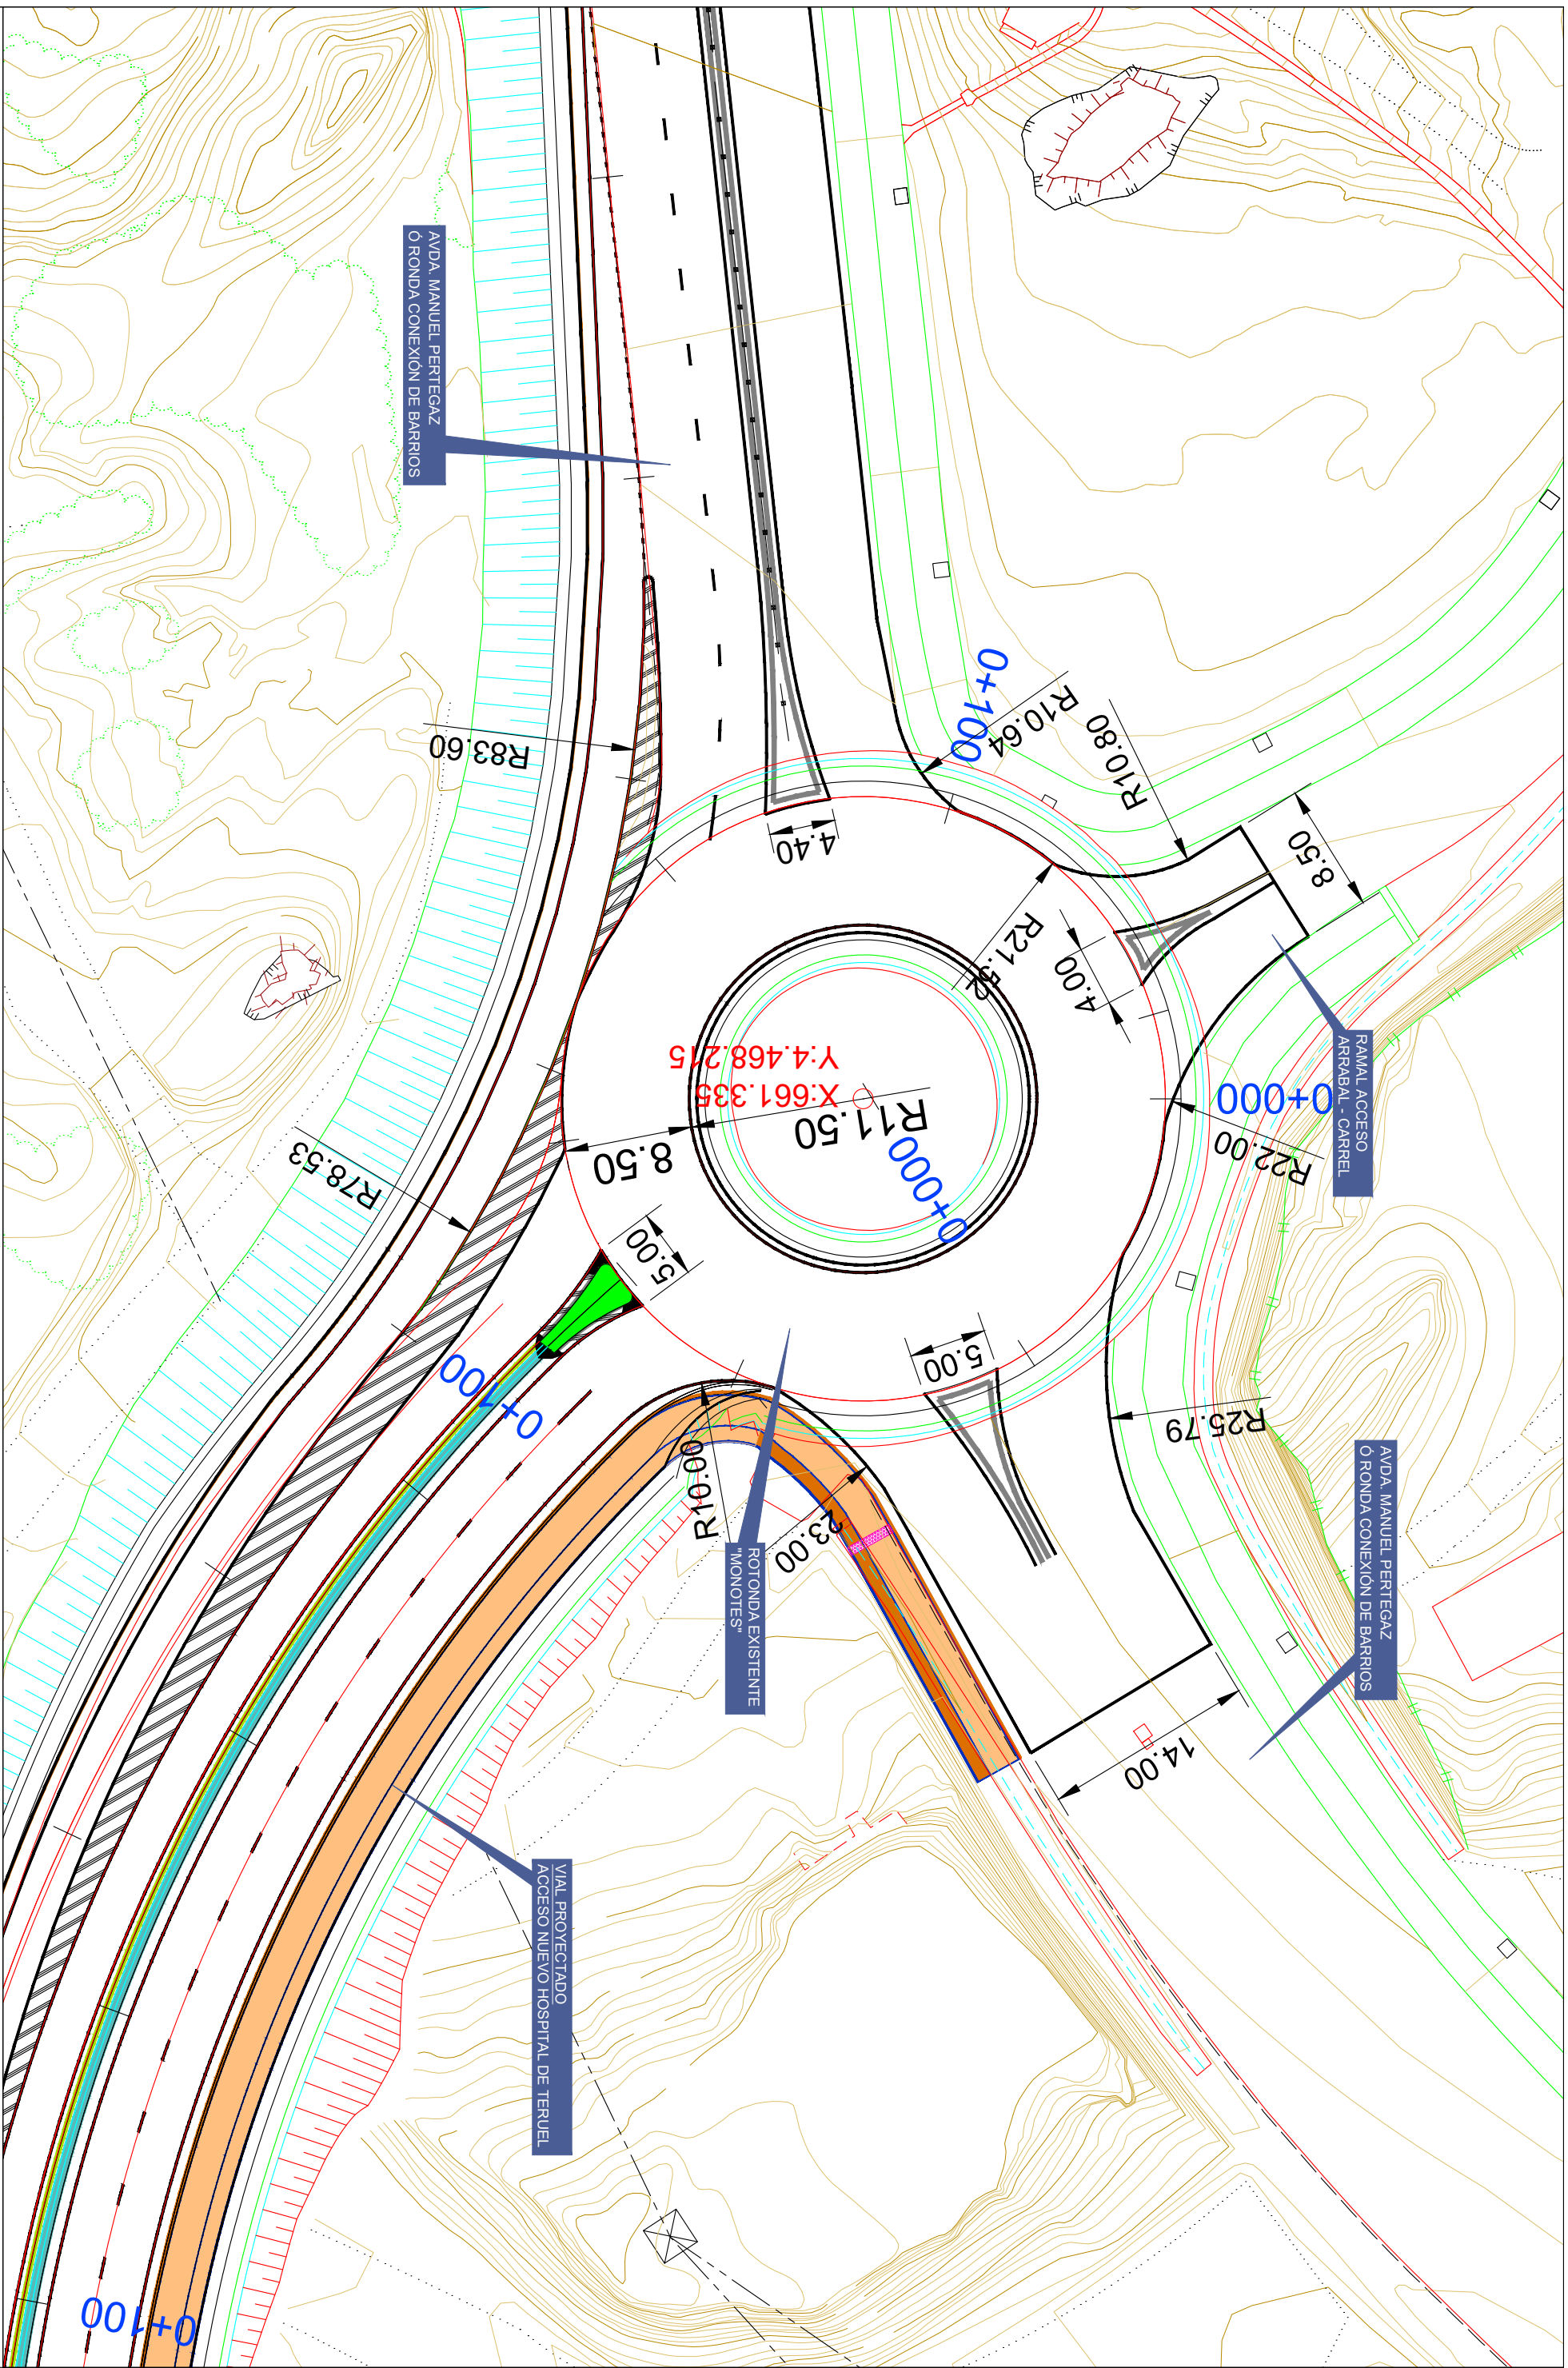 AVDA. MANUEL PERTEGAZ
Ó RONDA CONEXIÓN DE BARRIOS
R83.60
4.40
0+100
R10.64
R10.80
8.50
R21.52
4.00
RAMAL ACCESO
ARRABAL - CARREL
0+000
R22.00
X:661.335
Y:4.468.215
R11.50
8.50
0+000
R78.53
5.00
0+100
5.00
R25.79
AVDA. MANUEL PERTEGAZ
Ó RONDA CONEXIÓN DE BARRIOS
R10.00
23.00
ROTONDA EXISTENTE
"MONOTES"
14.00
VIAL PROYECTADO
ACCESO NUEVO HOSPITAL DE TERUEL
0+100